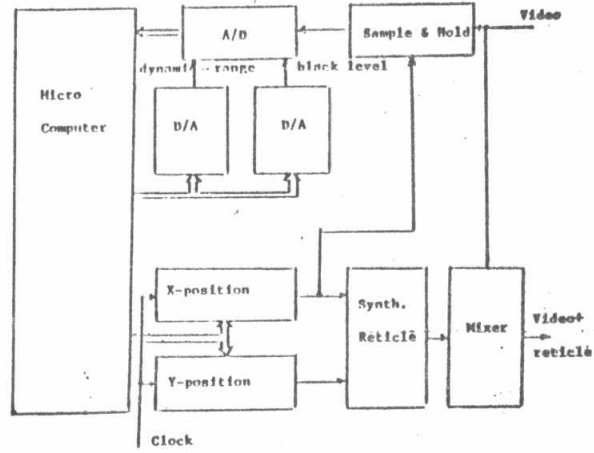 Video
A/D
Sample & Hold
dynamic range
black level
Micro
Computer
D/A
D/A
X-position
Synth.
Reticle
Mixer
Video+
reticle
Y-position
Clock